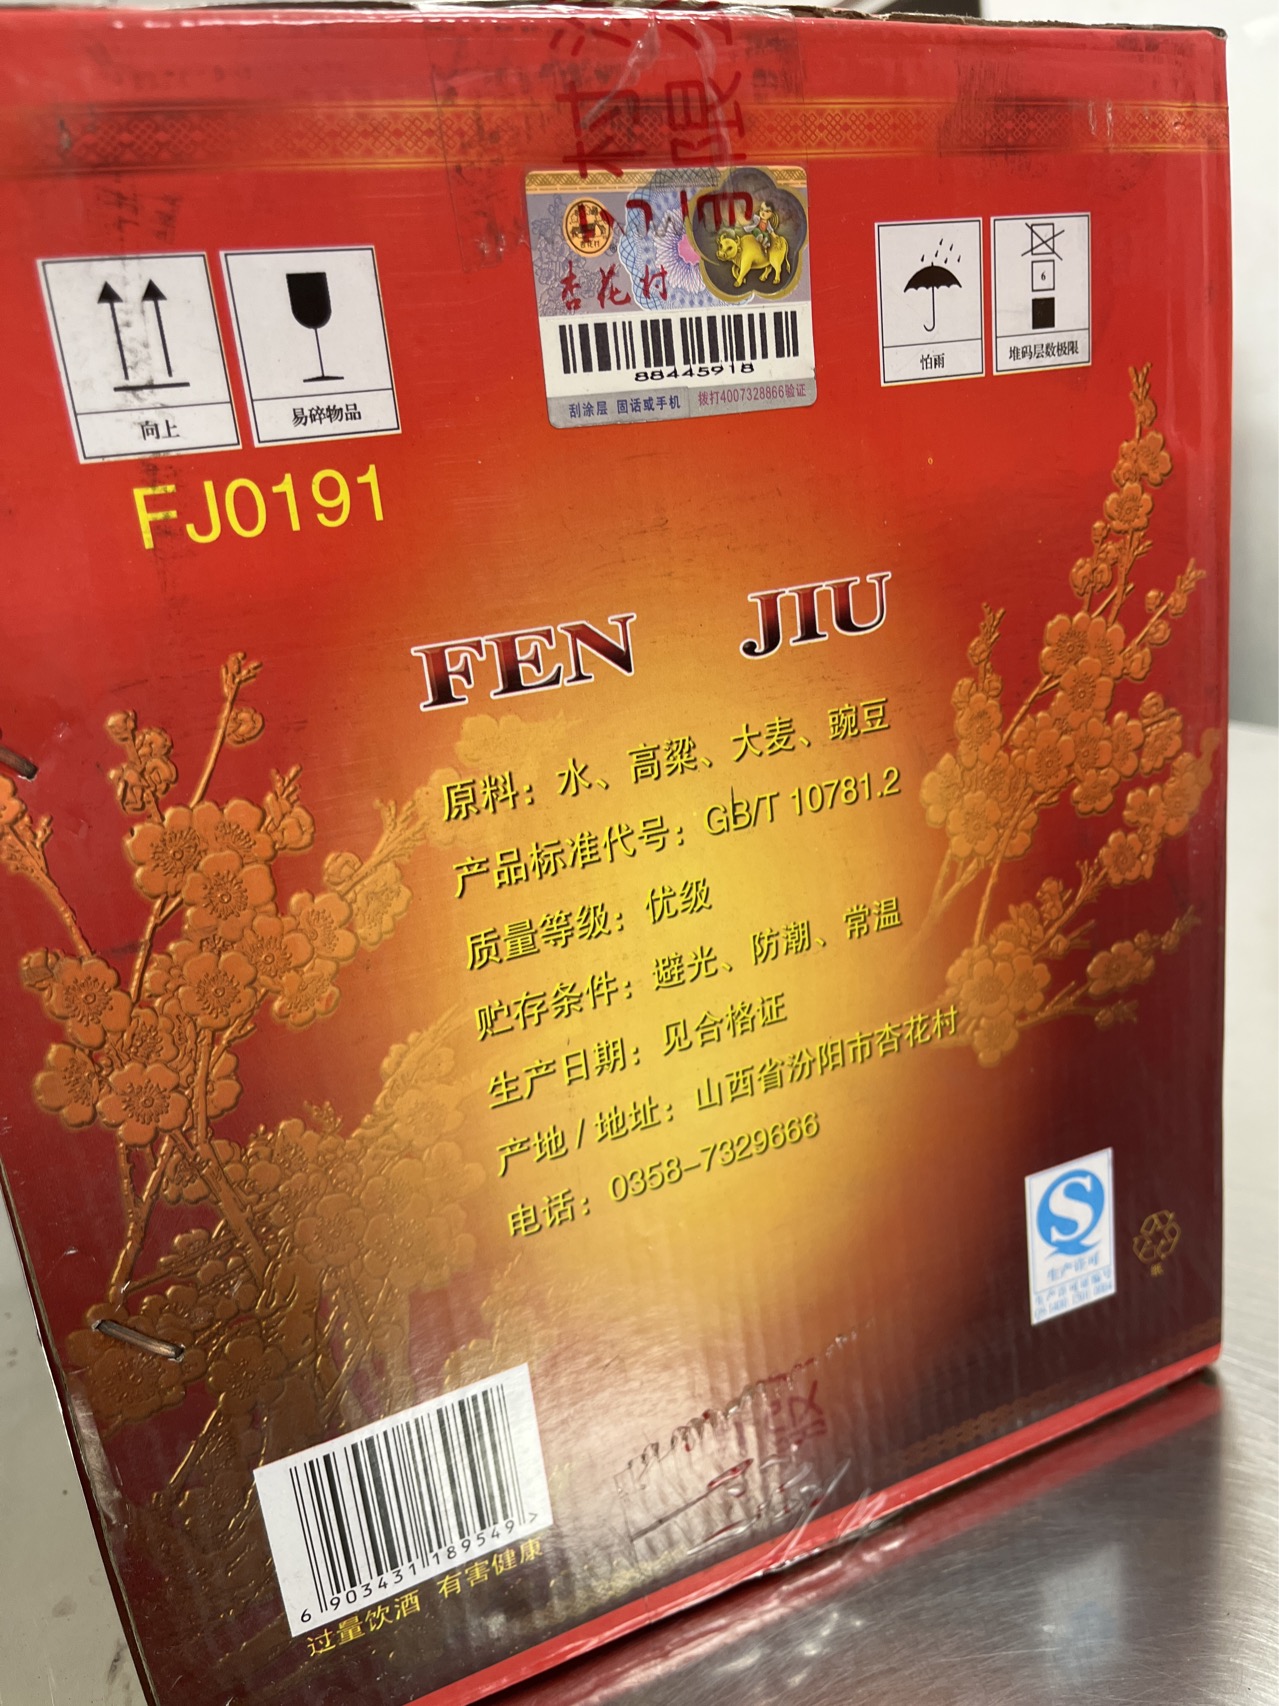 村
限
杏花村
88445918
刮涂层 固话或手机 拨打4007328866验证
向上
易碎物品
怕雨
6
堆码层数极限
FJ0191
FEN JIU
原料：水、高粱、大麦、豌豆
产品标准代号：GB/T 10781.2
质量等级：优级
贮存条件：避光、防潮、常温
生产日期：见合格证
产地/地址：山西省汾阳市杏花村
电话：0358-7329666
生产许可
纸
6 903431 189549 >
过量饮酒 有害健康